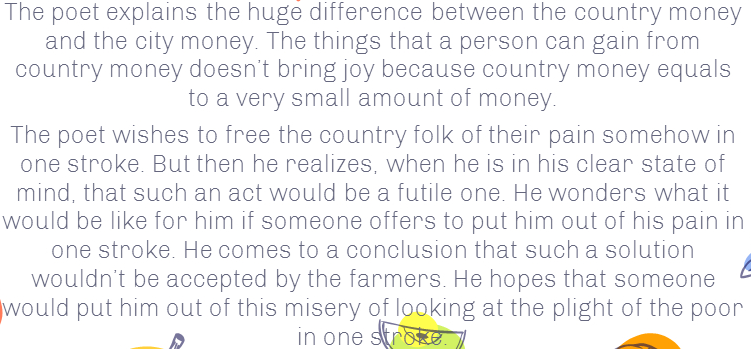 The poet explains the huge difference between the country money
and the city money. The things that a person can gain from
country money doesn't bring joy because country money equals
to a very small amount of money.
The poet wishes to free the country folk of their pain somehow in
one stroke. But then he realizes, when he is in his clear state of
mind, that such an act would be a futile one. He wonders what it
would be like for him if someone offers to put him out of his pain in
one stroke. He comes to a conclusion that such a solution
wouldn't be accepted by the farmers. He hopes that someone
would put him out of this misery of looking at the plight of the poor
in one stroke.